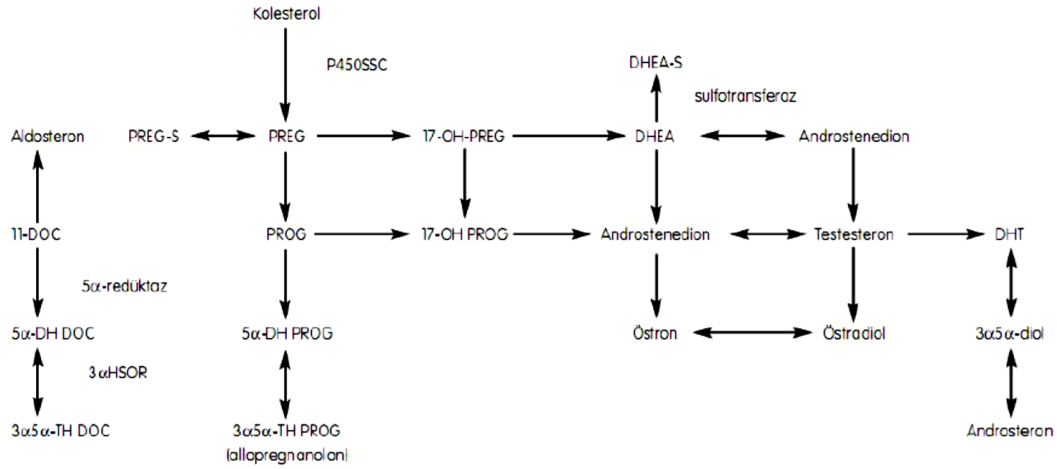 Kolesterol
P450SSC
DHEA-S
sulfotransferaz
Aldosteron PREG-S PREG 17-OH-PREG DHEA Androstenedion
11-DOC PROG 17-OH PROG Androstenedion Testesteron DHT
5α-redüktaz
5α-DH DOC 5α-DH PROG Östron Östradiol 3α5α-diol
3αHSOR
3α5α-TH DOC 3α5α-TH PROG Androsteron
(allopregnanolon)